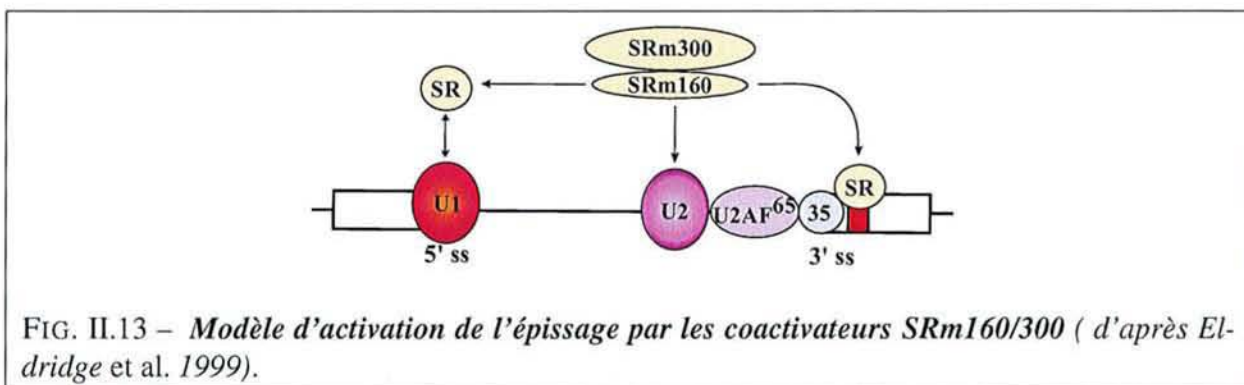 SRm300
SR
SRm160
SR
U1
U2
U2AF65
35
5' ss
3' ss
FIG. II.13 – Modèle d'activation de l'épissage par les coactivateurs SRm160/300 ( d'après El-
dridge et al. 1999).